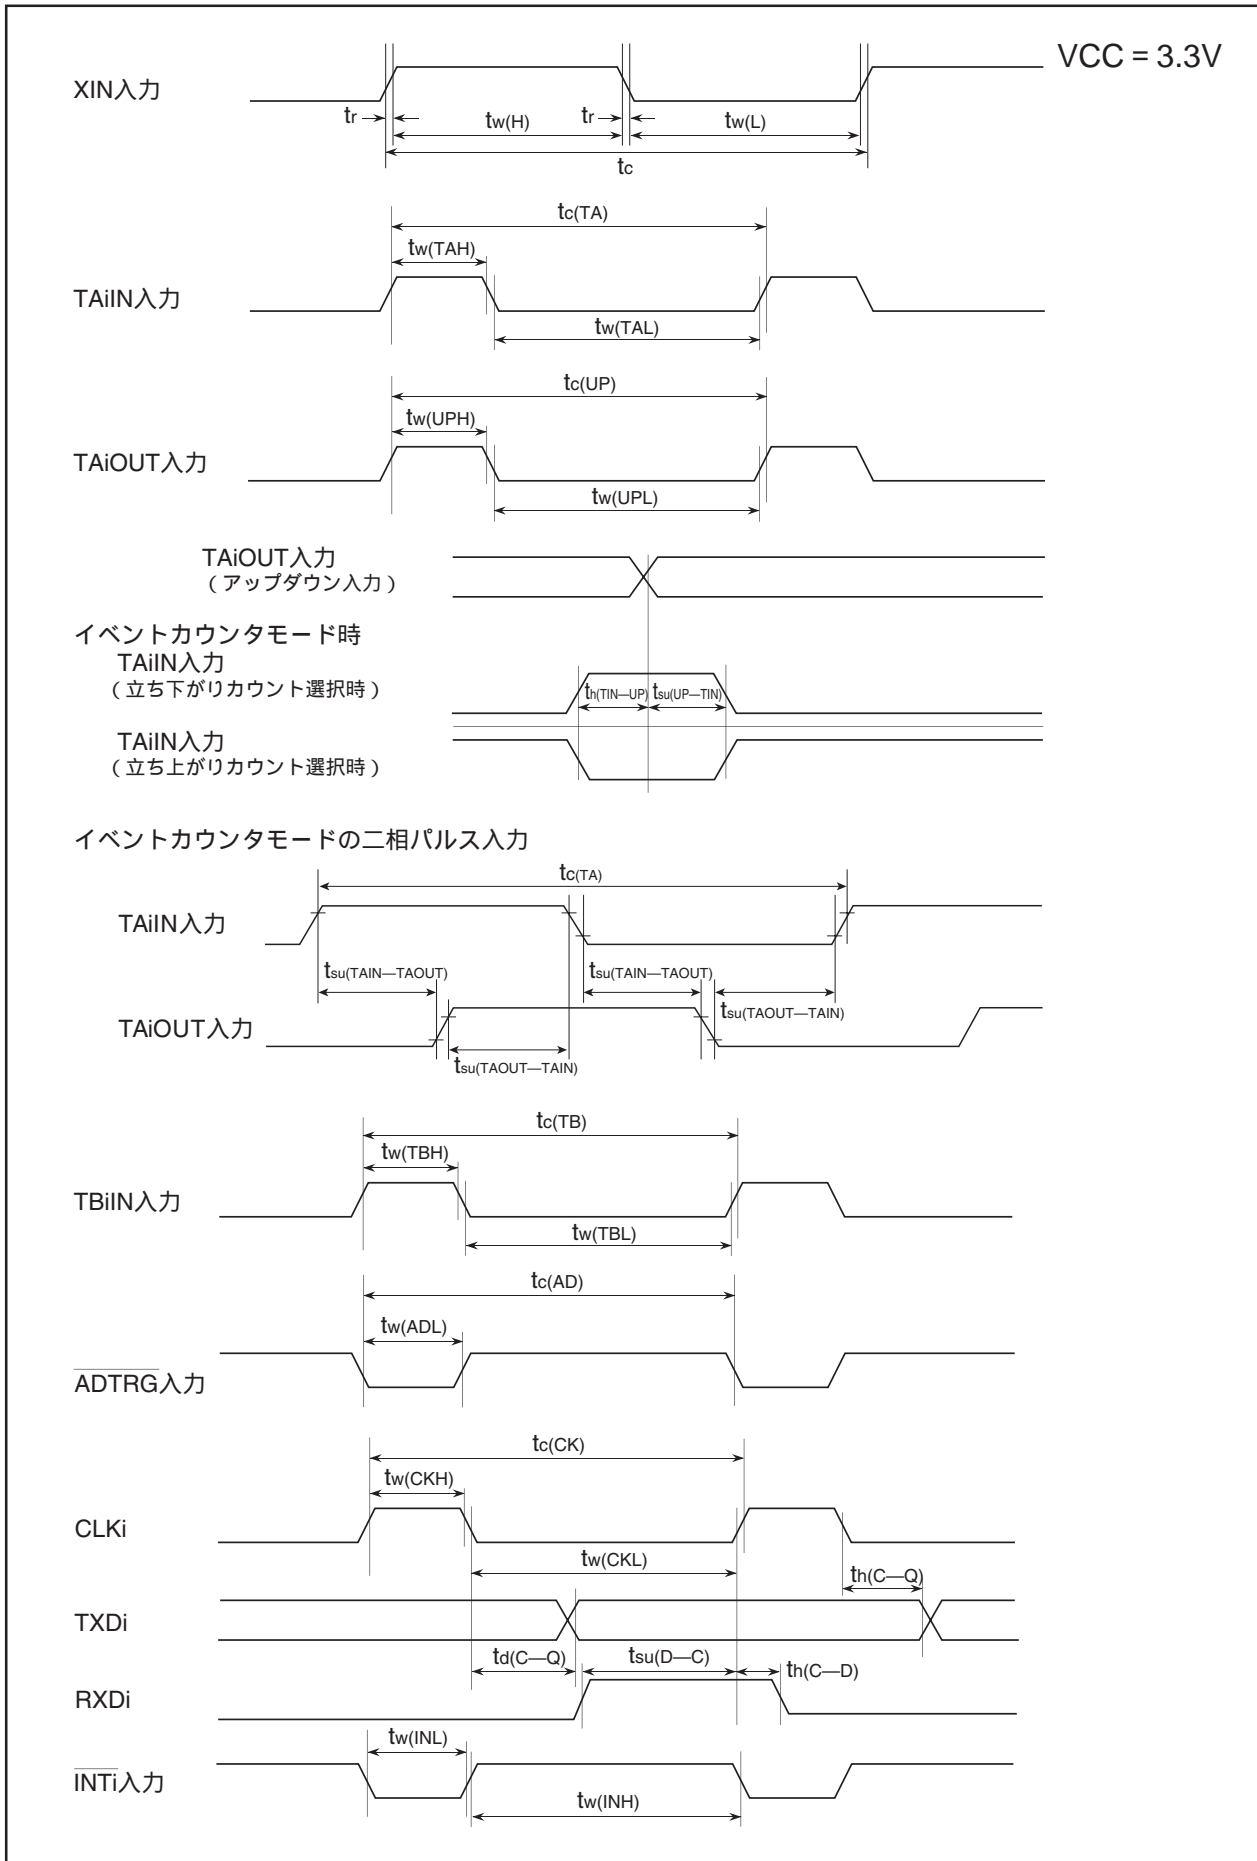 VCC = 3.3V
XIN入力
tr
tw(H)
tr
tw(L)
tc
tc(TA)
tw(TAH)
TAiIN入力
tw(TAL)
tc(UP)
tw(UPH)
TAiOUT入力
tw(UPL)
TAiOUT入力
(アップダウン入力)
イベントカウンタモード時
TAiIN入力
(立ち下がりカウント選択時)
th(TIN—UP)
tsu(UP—TIN)
TAiIN入力
(立ち上がりカウント選択時)
イベントカウンタモードの二相パルス入力
tc(TA)
TAiIN入力
tsu(TAIN—TAOUT)
tsu(TAIN—TAOUT)
tsu(TAOUT—TAIN)
TAiOUT入力
tsu(TAOUT—TAIN)
tc(TB)
tw(TBH)
TBiIN入力
tw(TBL)
tc(AD)
tw(ADL)
ADTRG入力
tc(CK)
tw(CKH)
CLKi
tw(CKL)
th(C—Q)
TXDi
td(C—Q)
tsu(D—C)
th(C—D)
RXDi
tw(INL)
INTi入力
tw(INH)